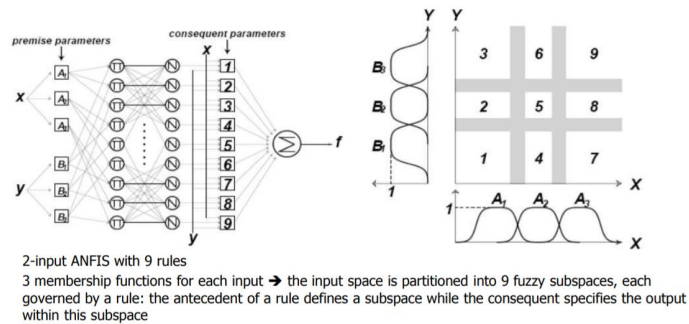 premise parameters
consequent parameters
X
A₁
A₂
A₃
y
B₁
B₂
B₃
Π
Π
Π
Π
Π
Π
Π
Π
Π
N
N
N
N
N
N
N
N
N
x
1
2
3
4
5
6
7
8
9
y
Σ
f
Y
B₃
B₂
B₁
1
Y
3 6 9
2 5 8
1 4 7
X
1
A₁ A₂ A₃
X
2-input ANFIS with 9 rules
3 membership functions for each input ➔ the input space is partitioned into 9 fuzzy subspaces, each
governed by a rule: the antecedent of a rule defines a subspace while the consequent specifies the output
within this subspace